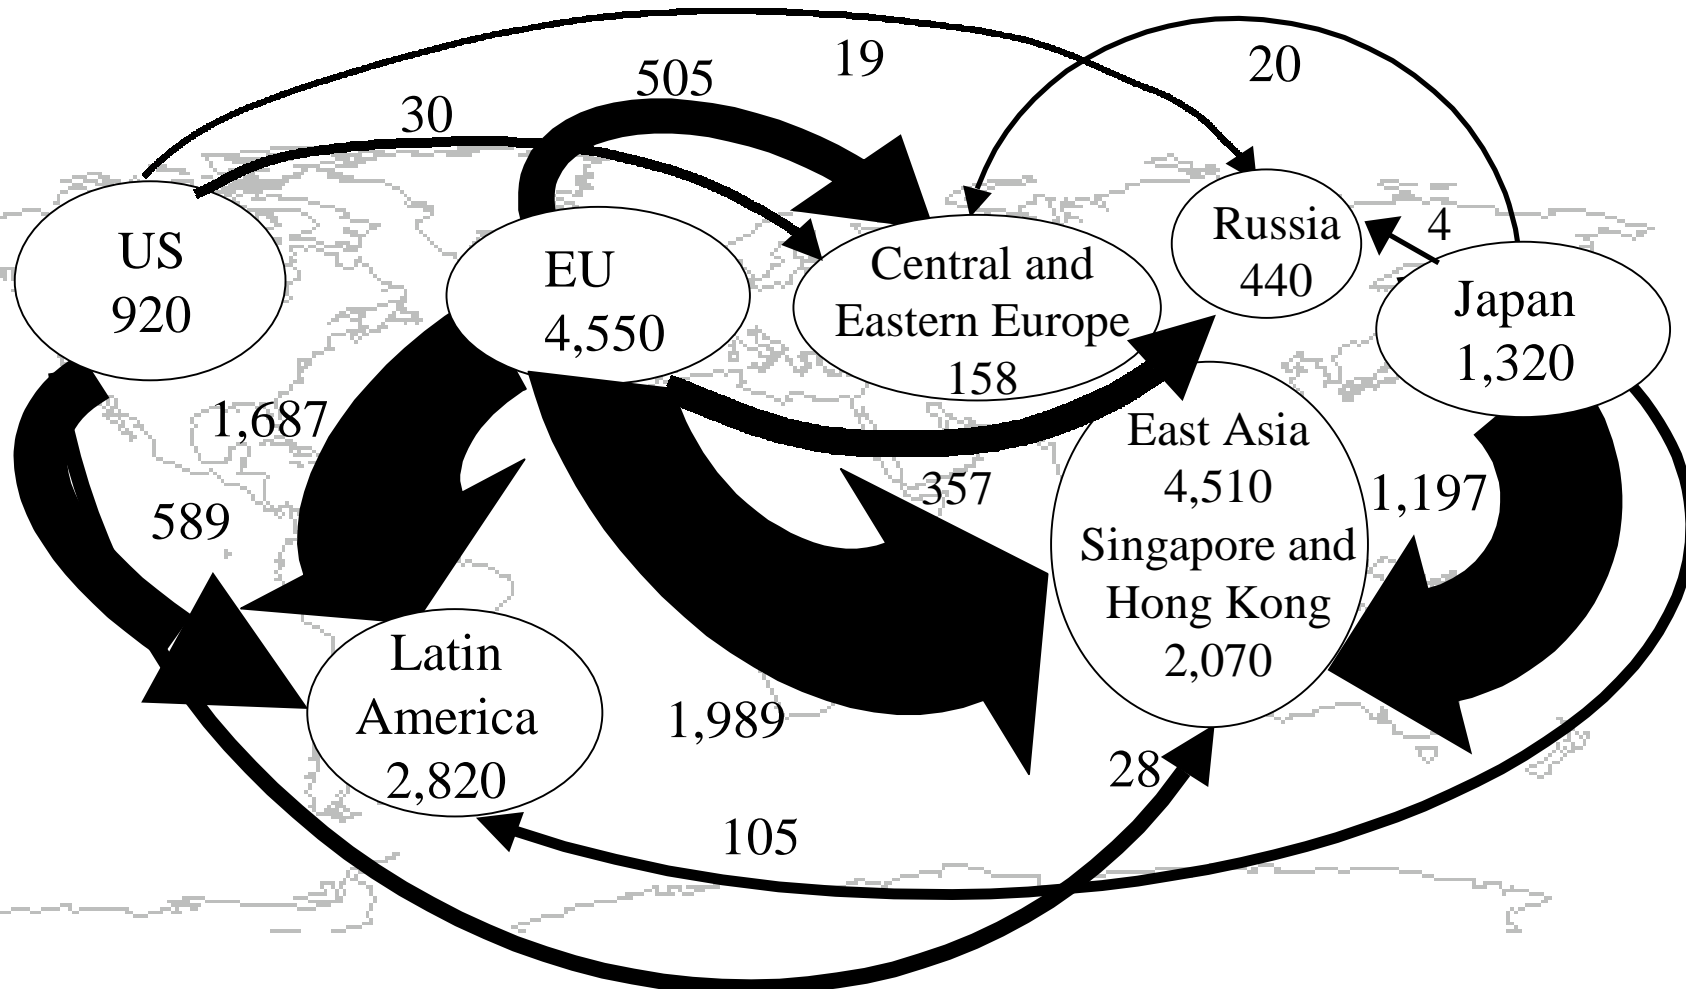 19
20
505
30
US
920
EU
4,550
Central and
Eastern Europe
158
Russia
440
4
Japan
1,320
1,687
589
357
East Asia
4,510
Singapore and
Hong Kong
2,070
1,197
Latin
America
2,820
1,989
28
105